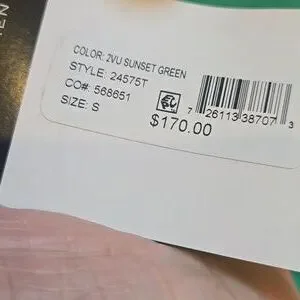 COLOR: 2VU SUNSET GREEN
STYLE: 24575T
CO#: 568651
SIZE: S
$170.00
7 26113 38707 3